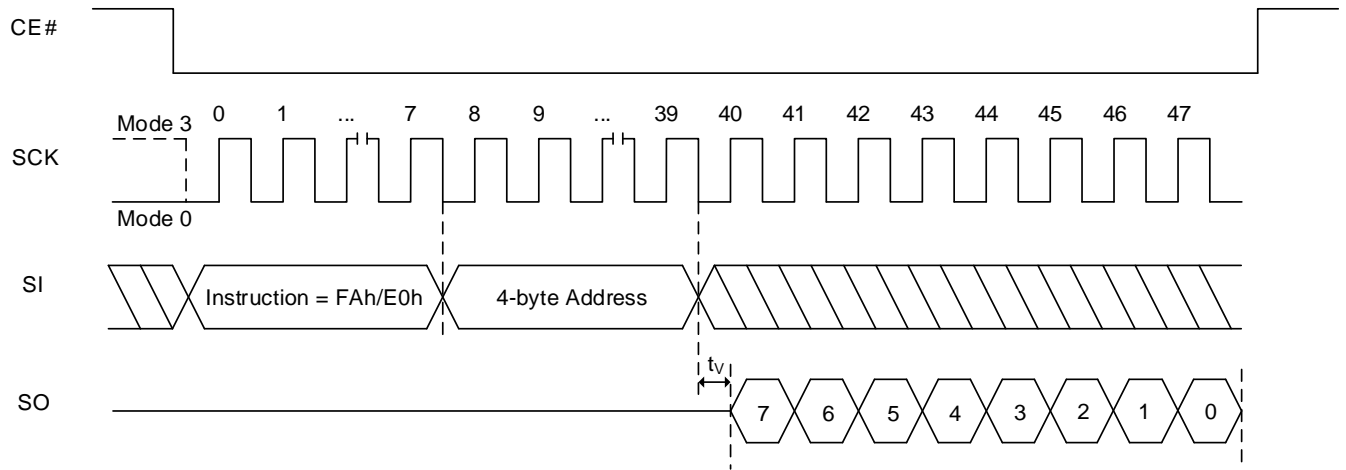 CE#
0 1 ... 7 8 9 ... 39 40 41 42 43 44 45 46 47
Mode 3
SCK
Mode 0
SI
Instruction = FAh/E0h 4-byte Address
tV
SO
7 6 5 4 3 2 1 0